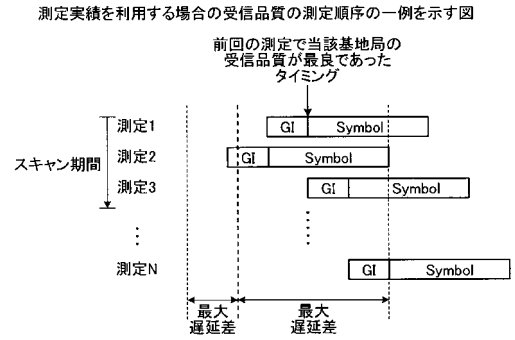 測定実績を利用する場合の受信品質の測定順序の一例を示す図
前回の測定で当該基地局の
受信品質が最良であった
タイミング
測定1
GI
Symbol
測定2
GI
Symbol
スキャン期間
測定3
GI
Symbol
測定N
GI
Symbol
最大
遅延差
最大
遅延差